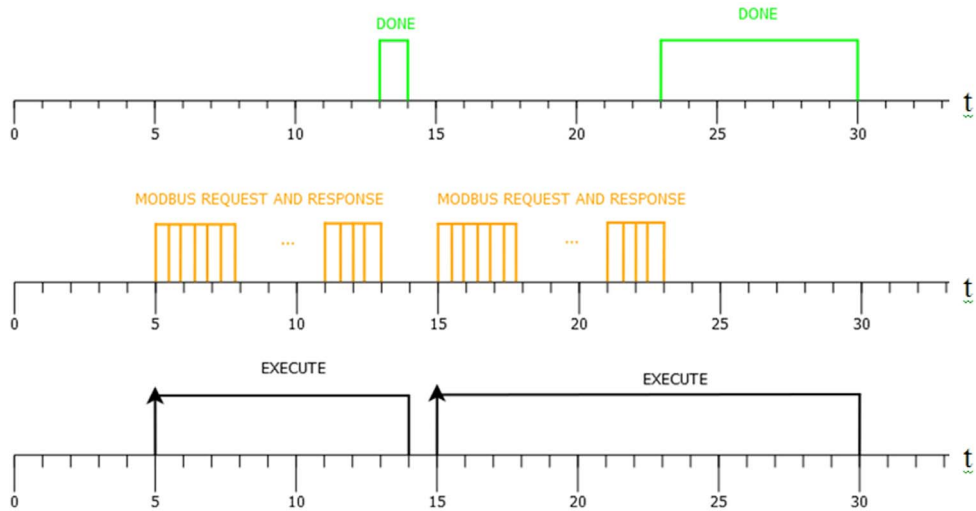 DONE
DONE
t
0 5 10 15 20 25 30
MODBUS REQUEST AND RESPONSE MODBUS REQUEST AND RESPONSE
... ...
t
0 5 10 15 20 25 30
EXECUTE
EXECUTE
t
0 5 10 15 20 25 30